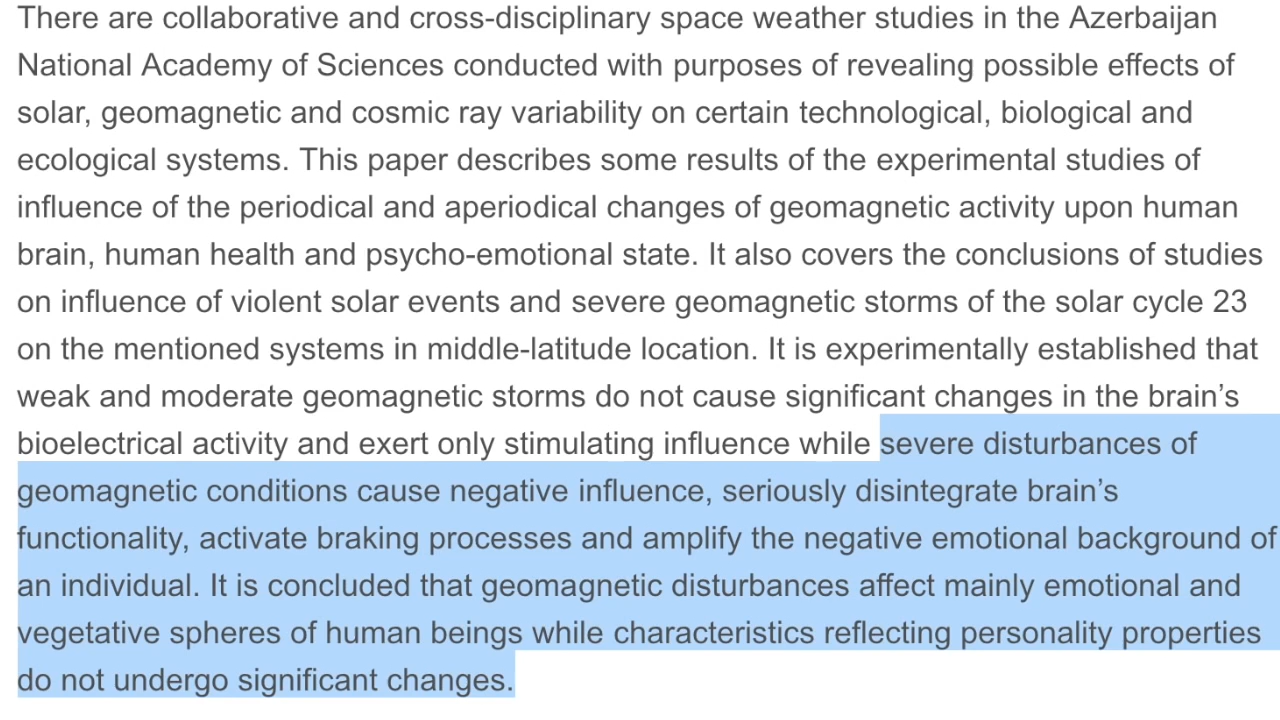 There are collaborative and cross-disciplinary space weather studies in the Azerbaijan
National Academy of Sciences conducted with purposes of revealing possible effects of
solar, geomagnetic and cosmic ray variability on certain technological, biological and
ecological systems. This paper describes some results of the experimental studies of
influence of the periodical and aperiodical changes of geomagnetic activity upon human
brain, human health and psycho-emotional state. It also covers the conclusions of studies
on influence of violent solar events and severe geomagnetic storms of the solar cycle 23
on the mentioned systems in middle-latitude location. It is experimentally established that
weak and moderate geomagnetic storms do not cause significant changes in the brain’s
bioelectrical activity and exert only stimulating influence while severe disturbances of
geomagnetic conditions cause negative influence, seriously disintegrate brain’s
functionality, activate braking processes and amplify the negative emotional background of
an individual. It is concluded that geomagnetic disturbances affect mainly emotional and
vegetative spheres of human beings while characteristics reflecting personality properties
do not undergo significant changes.